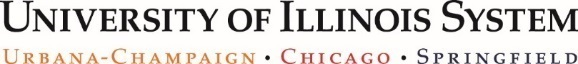 UNIVERSITY OF ILLINOIS SYSTEM
URBANA-CHAMPAIGN • CHICAGO • SPRINGFIELD